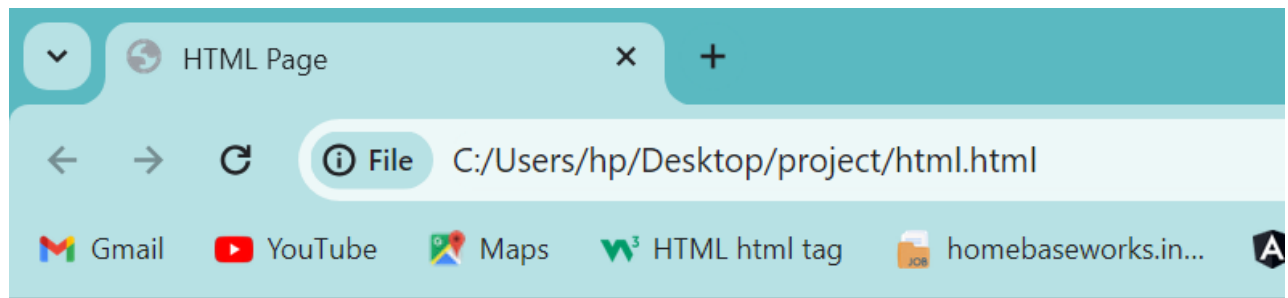 HTML Page
File C:/Users/hp/Desktop/project/html.html
Gmail YouTube Maps HTML html tag homebaseworks.in...